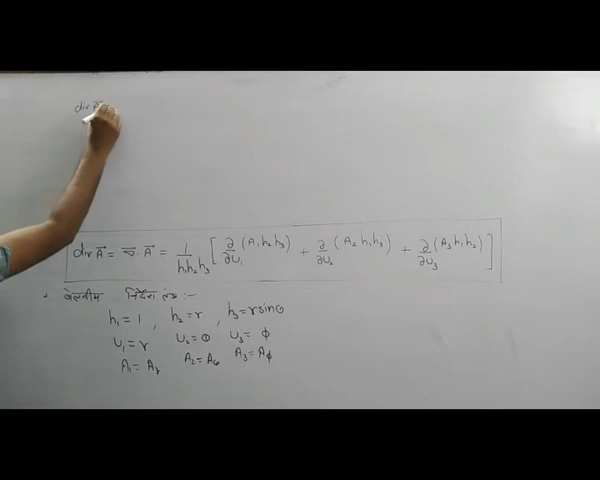 div A⃗
div A⃗ = ∇⃗ · A⃗ = 1/h₁h₂h₃ [ ∂/∂u₁ (A₁h₂h₃) + ∂/∂u₂ (A₂h₁h₃) + ∂/∂u₃ (A₃h₁h₂) ]
* बेलनीय निर्देश तंत्र :-
h₁ = 1 , h₂ = r , h₃ = r sinθ
u₁ = r u₂ = θ u₃ = ϕ
A₁ = Aᵣ A₂ = Aθ A₃ = Aϕ